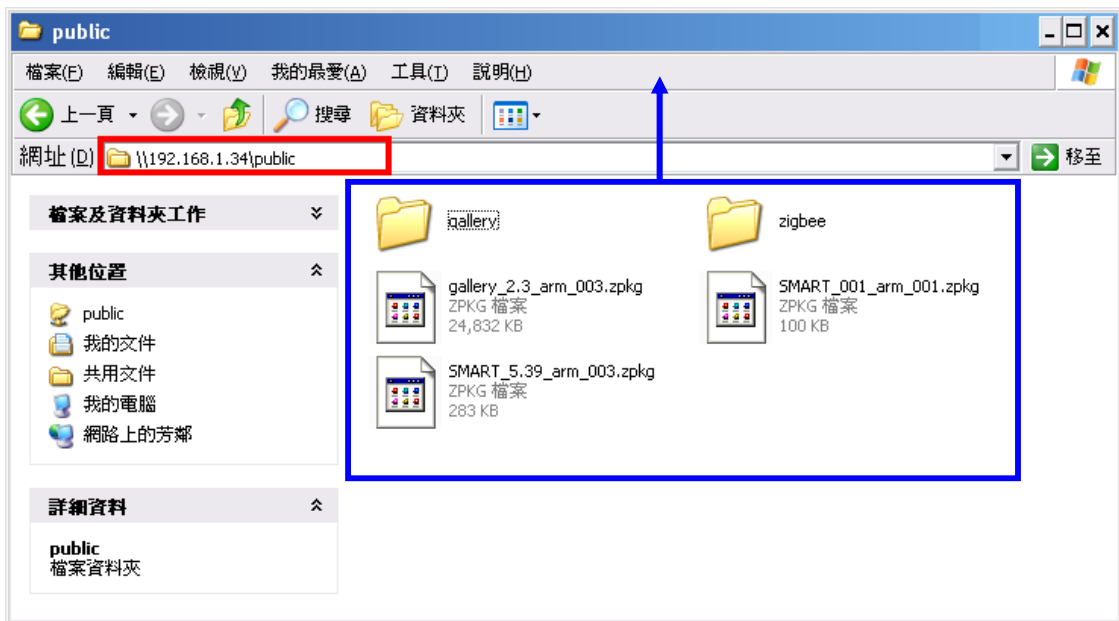 public
檔案(F) 編輯(E) 檢視(V) 我的最愛(A) 工具(T) 說明(H)
上一頁 搜尋 資料夾
網址(D) \\192.168.1.34\public 移至
檔案及資料夾工作
其他位置
public
我的文件
共用文件
我的電腦
網路上的芳鄰
詳細資料
public
檔案資料夾
gallery
zigbee
gallery_2.3_arm_003.zpkg
ZPKG 檔案
24,832 KB
SMART_001_arm_001.zpkg
ZPKG 檔案
100 KB
SMART_5.39_arm_003.zpkg
ZPKG 檔案
283 KB